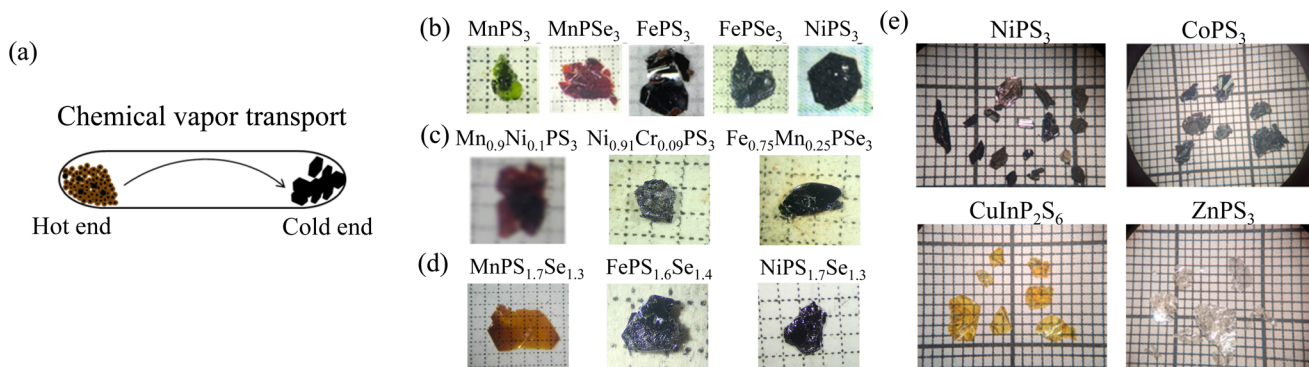 (a)
Chemical vapor transport
Hot end
Cold end
(b)
MnPS₃
MnPSe₃
FePS₃
FePSe₃
NiPS₃
(c)
Mn₀.₉Ni₀.₁PS₃
Ni₀.₉₁Cr₀.₀₉PS₃
Fe₀.₇₅Mn₀.₂₅PSe₃
(d)
MnPS₁.₇Se₁.₃
FePS₁.₆Se₁.₄
NiPS₁.₇Se₁.₃
(e)
NiPS₃
CoPS₃
CuInP₂S₆
ZnPS₃